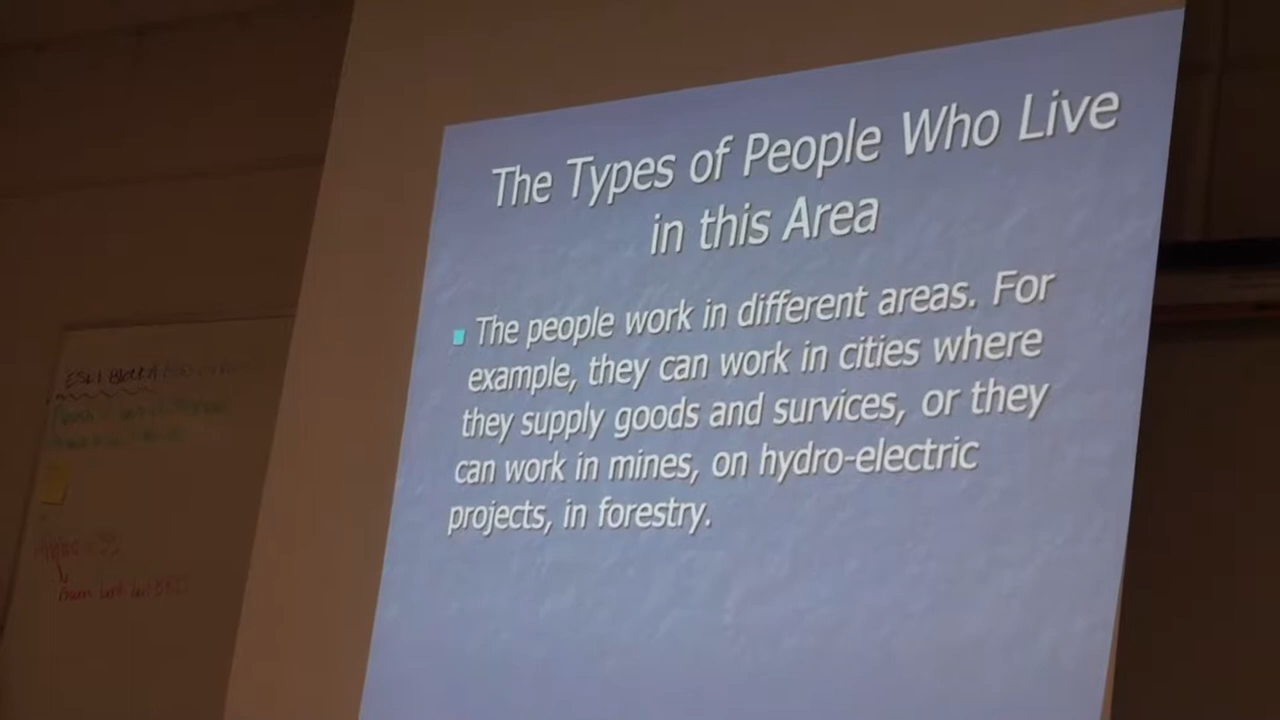 The Types of People Who Live
in this Area
The people work in different areas. For
example, they can work in cities where
they supply goods and survices, or they
can work in mines, on hydro-electric
projects, in forestry.
ESL1 Block A